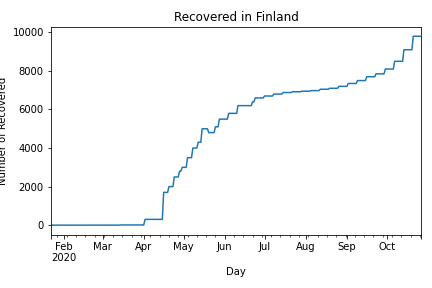 Recovered in Finland
Number of Recovered
10000
8000
6000
4000
2000
0
Feb Mar Apr May Jun Jul Aug Sep Oct
2020
Day